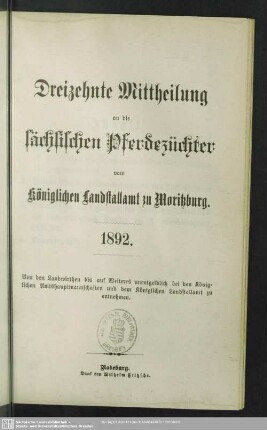 Dreizehnte Mittheilung
an die
sächsischen Pferdezüchter
vom
Königlichen Landstallamt zu Moritzburg.
1892.
Von den Landwirthen bis auf Weiteres unentgeltlich bei den König-
lichen Amtshauptmannschaften und dem Königlichen Landstallamt zu
entnehmen.
Radeburg.
Druck von Wilhelm Fritzsche.